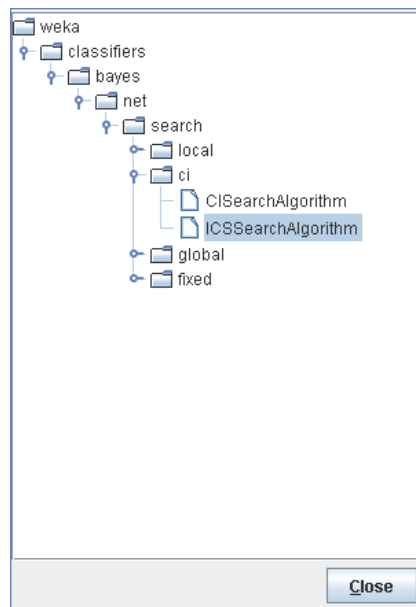 weka
classifiers
bayes
net
search
local
ci
CISearchAlgorithm
ICSSearchAlgorithm
global
fixed
Close